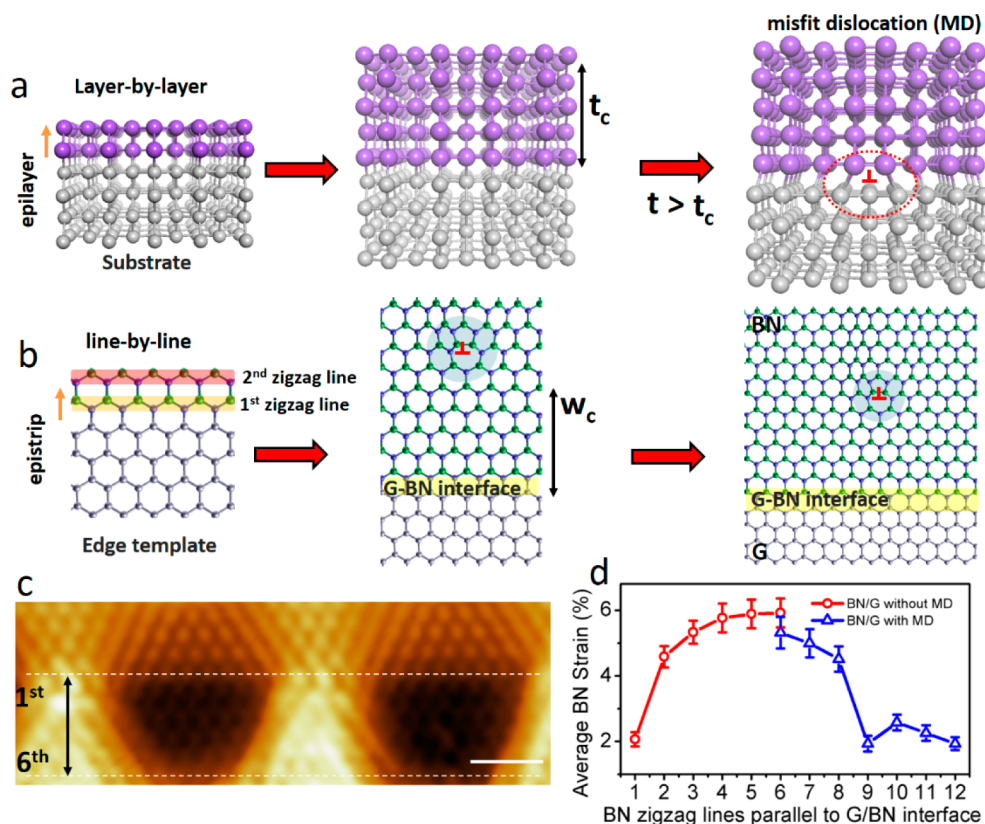 misfit dislocation (MD)
a
Layer-by-layer
epilayer
Substrate
tc
t > tc
⊥
b
line-by-line
2nd zigzag line
1st zigzag line
epistrip
Edge template
⊥
wc
G-BN interface
BN
⊥
G-BN interface
G
c
1st
6th
d
Average BN Strain (%)
6
4
2
BN/G without MD
BN/G with MD
1 2 3 4 5 6 7 8 9 10 11 12
BN zigzag lines parallel to G/BN interface